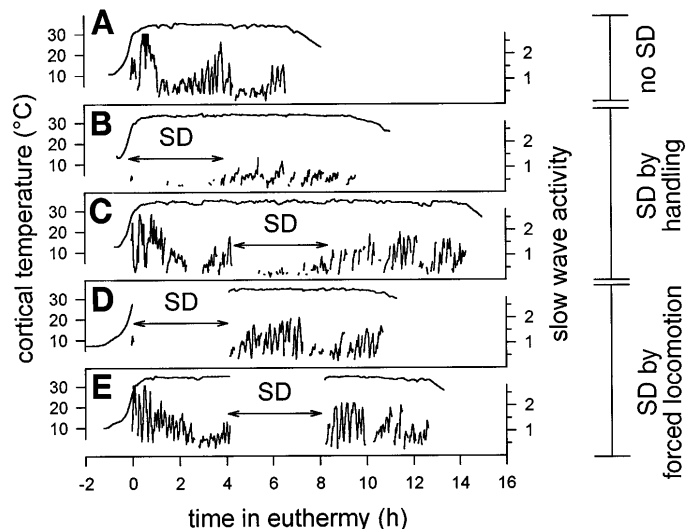 A
30
20
10
2
1
no SD
B
SD
30
20
10
2
1
C
SD
30
20
10
2
1
SD by
handling
D
SD
30
20
10
2
1
E
SD
30
20
10
2
1
SD by
forced locomotion
cortical temperature (°C)
slow wave activity
-2 0 2 4 6 8 10 12 14 16
time in euthermy (h)